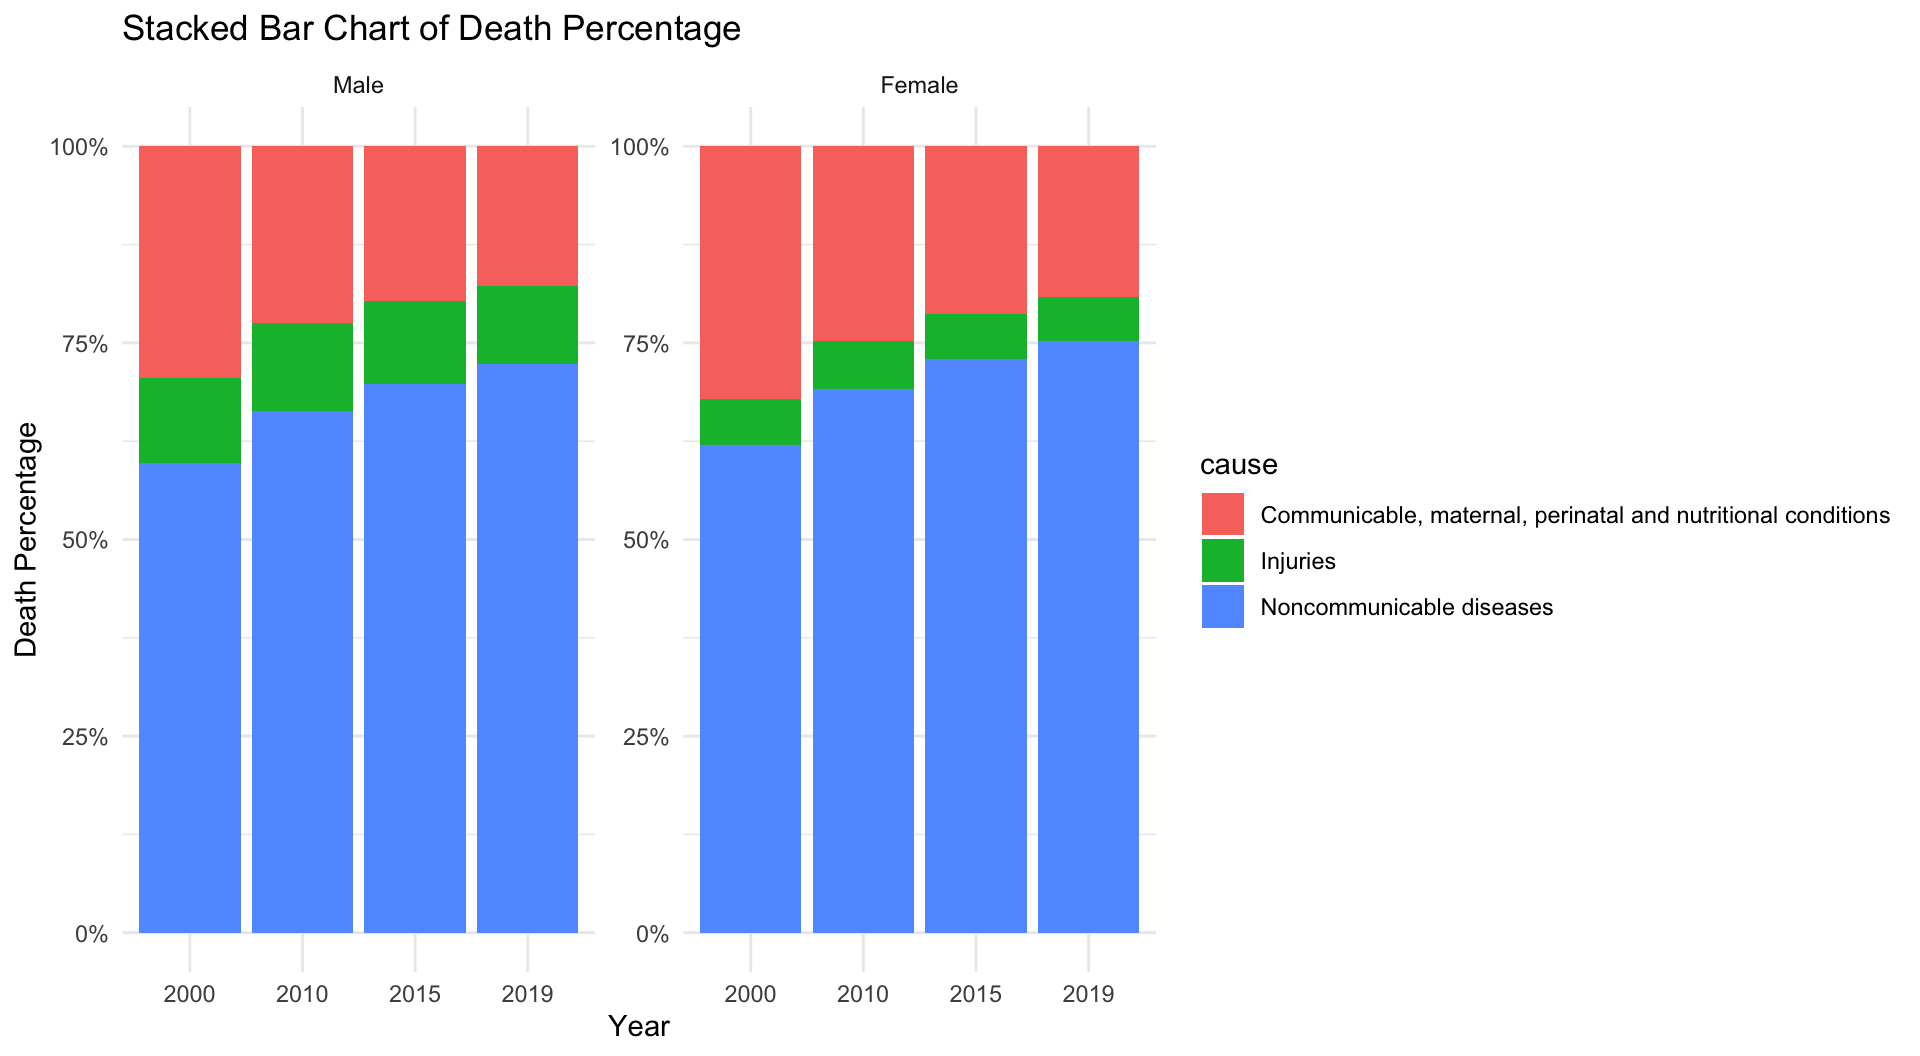 Stacked Bar Chart of Death Percentage
Male
Female
100%
75%
50%
25%
0%
100%
75%
50%
25%
0%
Death Percentage
2000 2010 2015 2019
2000 2010 2015 2019
Year
cause
Communicable, maternal, perinatal and nutritional conditions
Injuries
Noncommunicable diseases